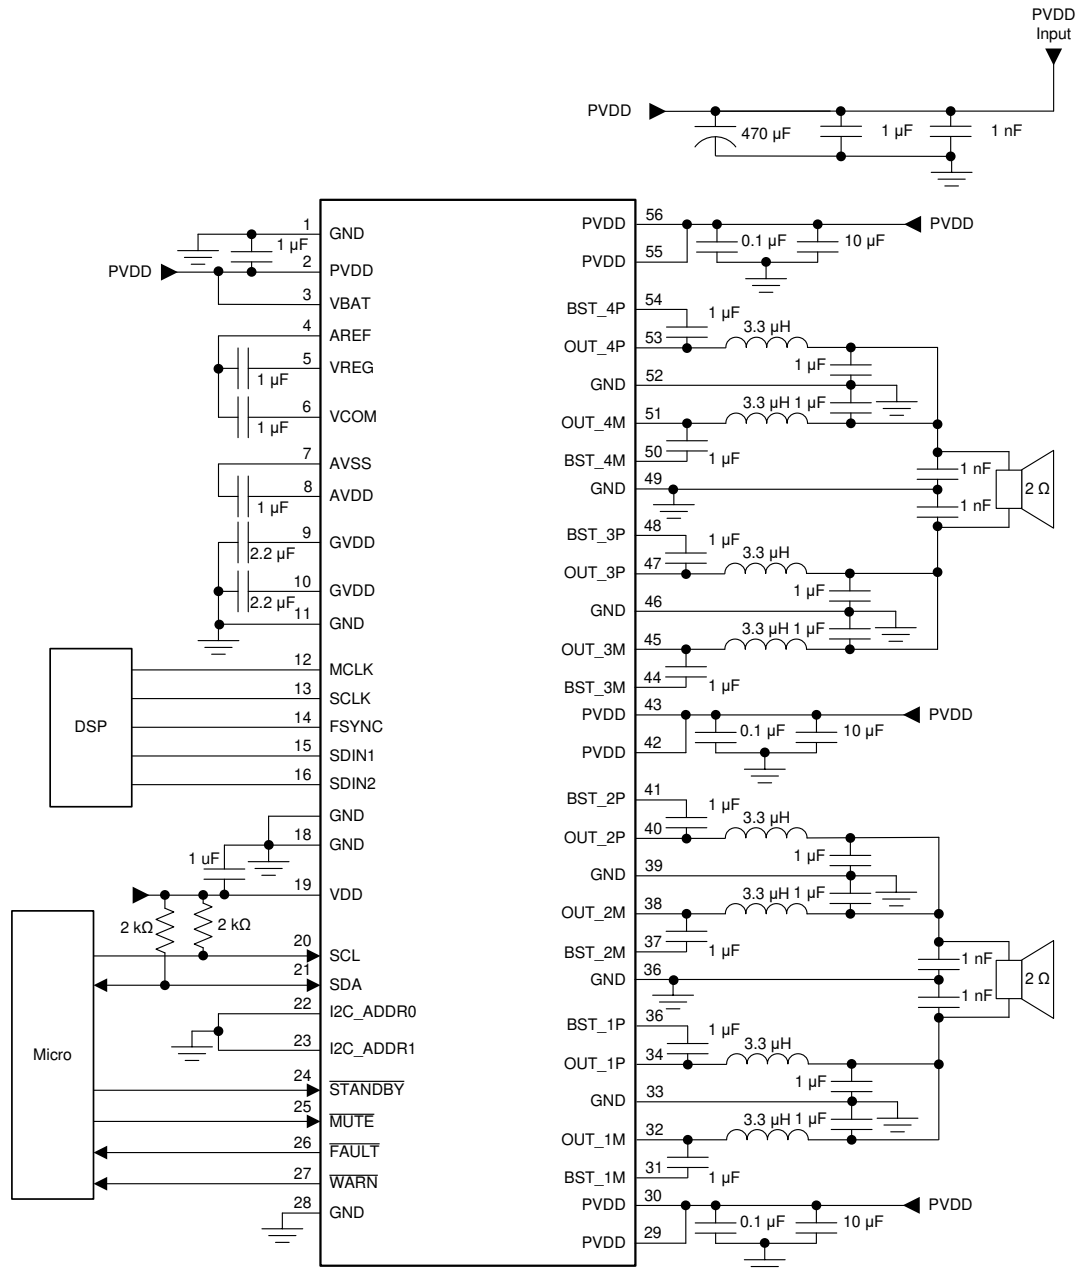 PVDD
Input
PVDD
470 µF
1 µF
1 nF
1
GND
1 µF
PVDD
2
PVDD
3
VBAT
4
AREF
5
VREG
1 µF
6
VCOM
1 µF
7
AVSS
8
AVDD
1 µF
9
GVDD
2.2 µF
10
GVDD
2.2 µF
11
GND
DSP
12
MCLK
13
SCLK
14
FSYNC
15
SDIN1
16
SDIN2
GND
18
GND
1 uF
19
VDD
2 kΩ
2 kΩ
Micro
20
SCL
21
SDA
22
I2C_ADDR0
23
I2C_ADDR1
24
STANDBY
25
MUTE
26
FAULT
27
WARN
28
GND
PVDD
56
PVDD
0.1 µF
10 µF
PVDD
55
BST_4P
54
1 µF
OUT_4P
53
3.3 µH
1 µF
GND
52
OUT_4M
51
3.3 µH
1 µF
BST_4M
50
1 µF
GND
49
1 nF
1 nF
2 Ω
BST_3P
48
1 µF
OUT_3P
47
3.3 µH
1 µF
GND
46
OUT_3M
45
3.3 µH
1 µF
BST_3M
44
1 µF
PVDD
43
PVDD
0.1 µF
10 µF
PVDD
42
BST_2P
41
1 µF
OUT_2P
40
3.3 µH
1 µF
GND
39
OUT_2M
38
3.3 µH
1 µF
BST_2M
37
1 µF
GND
36
1 nF
1 nF
2 Ω
BST_1P
36
1 µF
OUT_1P
34
3.3 µH
1 µF
GND
33
OUT_1M
32
3.3 µH
1 µF
BST_1M
31
1 µF
PVDD
30
PVDD
0.1 µF
10 µF
PVDD
29